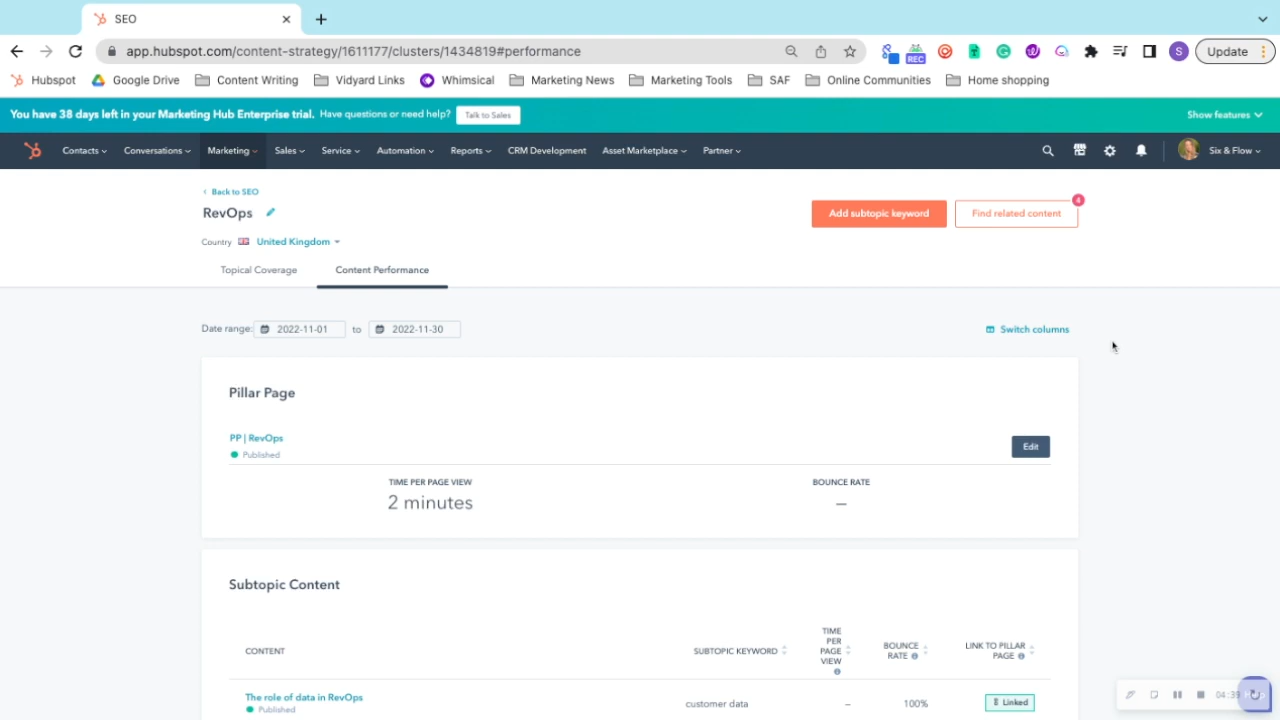 SEO
app.hubspot.com/content-strategy/1611177/clusters/1434819#performance
REC
S
Update
Hubspot
Google Drive
Content Writing
Vidyard Links
Whimsical
Marketing News
Marketing Tools
SAF
Online Communities
Home shopping
You have 38 days left in your Marketing Hub Enterprise trial. Have questions or need help? Talk to Sales
Show features
Contacts
Conversations
Marketing
Sales
Service
Automation
Reports
CRM Development
Asset Marketplace
Partner
Six & Flow
Back to SEO
RevOps
Add subtopic keyword
Find related content
4
Country United Kingdom
Topical Coverage
Content Performance
Date range: 2022-11-01 to 2022-11-30
Switch columns
Pillar Page
PP | RevOps
Published
Edit
TIME PER PAGE VIEW
BOUNCE RATE
2 minutes
–
Subtopic Content
CONTENT
SUBTOPIC KEYWORD
TIME
PER
PAGE
VIEW
BOUNCE
RATE
LINK TO PILLAR
PAGE
The role of data in RevOps
Published
customer data
–
100%
Linked
04:39